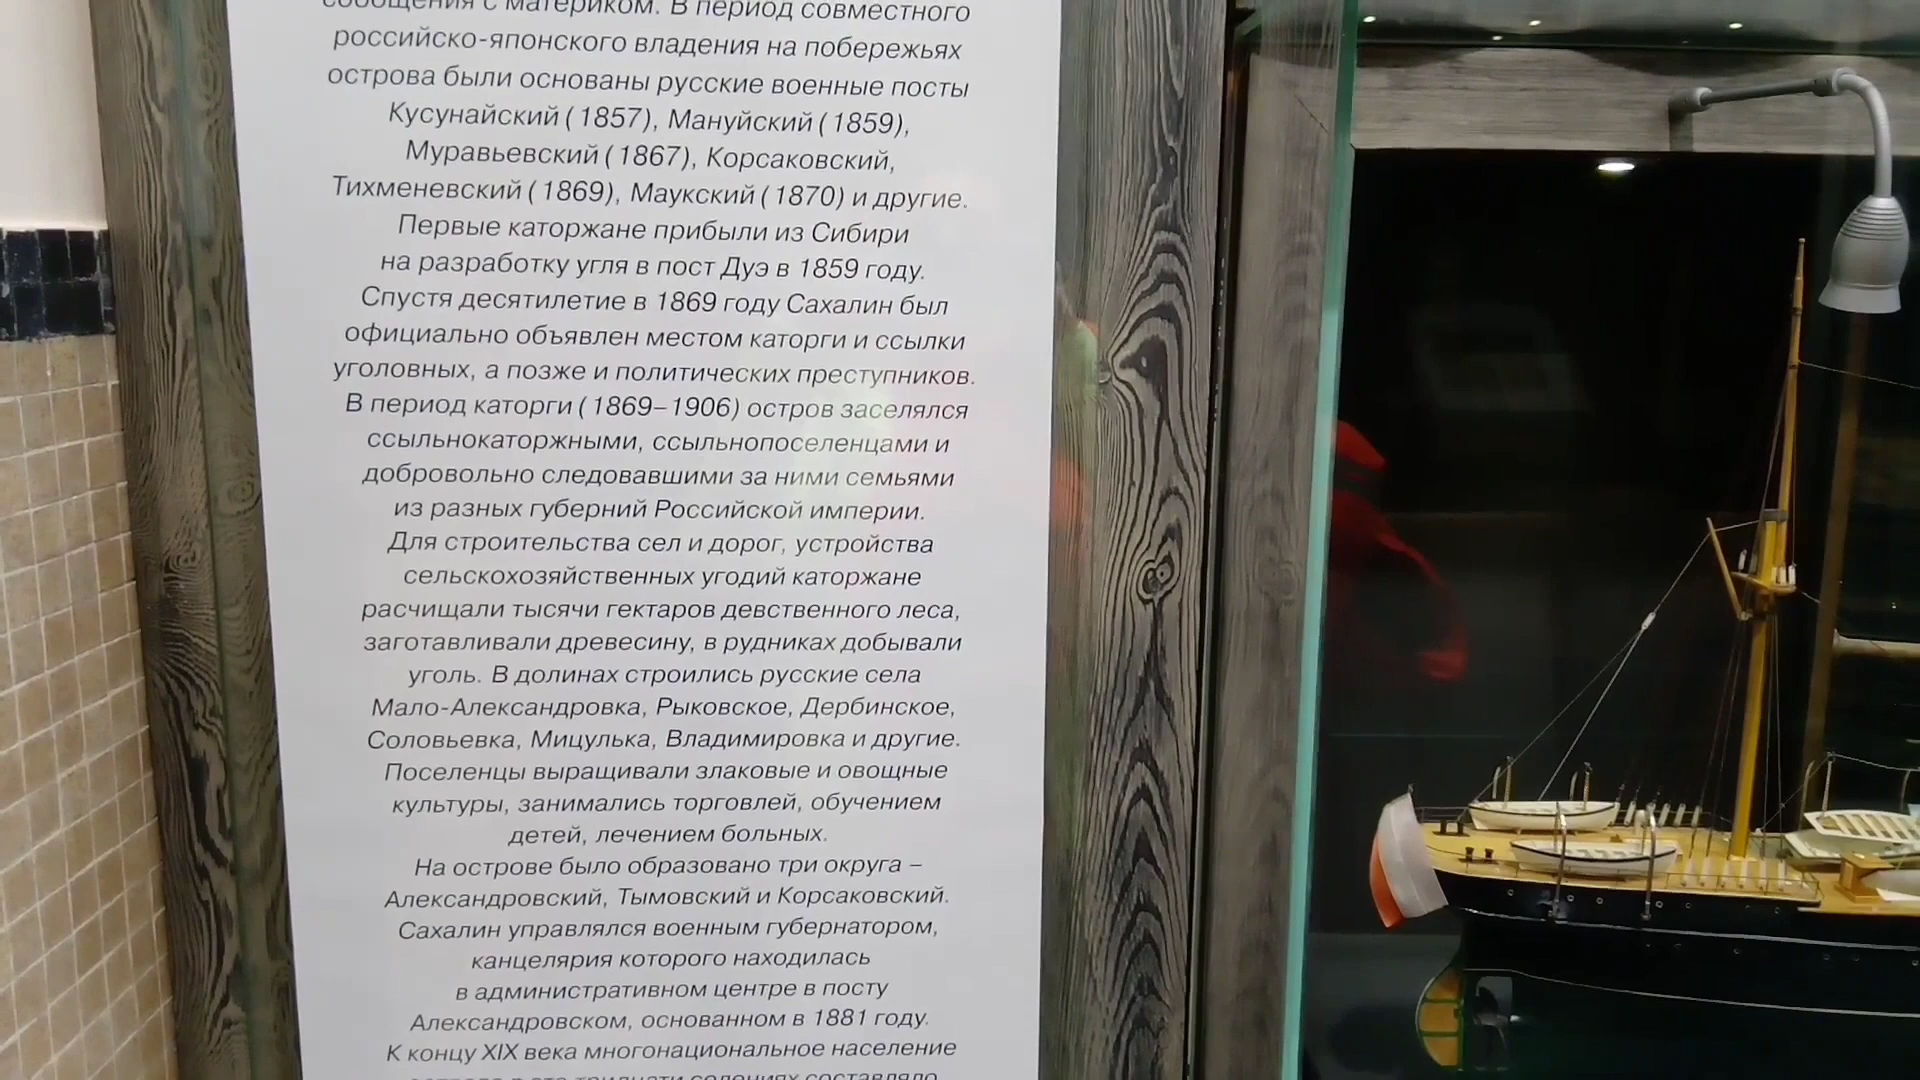 сообщения с материком. В период совместного
российско-японского владения на побережьях
острова были основаны русские военные посты
Кусунайский (1857), Мануйский (1859),
Муравьевский (1867), Корсаковский,
Тихменевский (1869), Маукский (1870) и другие.
Первые каторжане прибыли из Сибири
на разработку угля в пост Дуэ в 1859 году.
Спустя десятилетие в 1869 году Сахалин был
официально объявлен местом каторги и ссылки
уголовных, а позже и политических преступников.
В период каторги (1869–1906) остров заселялся
ссыльнокаторжными, ссыльнопоселенцами и
добровольно следовавшими за ними семьями
из разных губерний Российской империи.
Для строительства сел и дорог, устройства
сельскохозяйственных угодий каторжане
расчищали тысячи гектаров девственного леса,
заготавливали древесину, в рудниках добывали
уголь. В долинах строились русские села
Мало-Александровка, Рыковское, Дербинское,
Соловьевка, Мицулька, Владимировка и другие.
Поселенцы выращивали злаковые и овощные
культуры, занимались торговлей, обучением
детей, лечением больных.
На острове было образовано три округа –
Александровский, Тымовский и Корсаковский.
Сахалин управлялся военным губернатором,
канцелярия которого находилась
в административном центре в посту
Александровском, основанном в 1881 году.
К концу XIX века многонациональное население